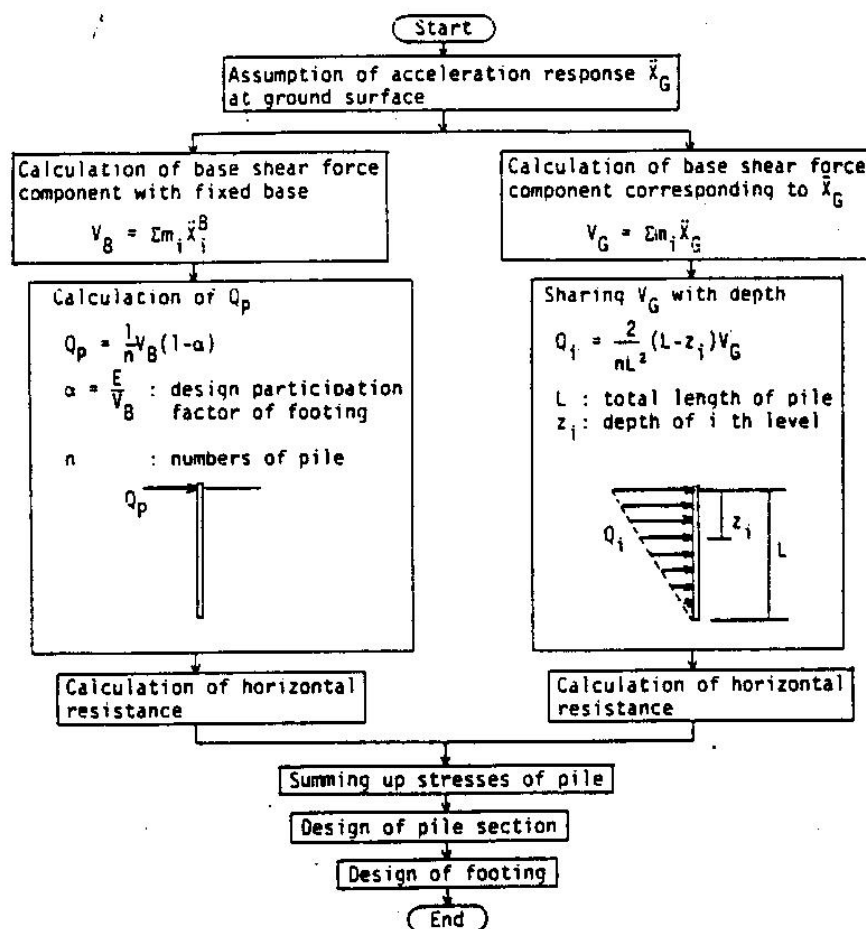 Start
Assumption of acceleration response Ẍ_G
at ground surface
Calculation of base shear force
component with fixed base
V_B = Σm_i Ẍ_i^B
Calculation of base shear force
component corresponding to Ẍ_G
V_G = Σm_i Ẍ_G
Calculation of Q_p
Q_p = 1/n V_B(1-α)
α = E/V_B : design participation
factor of footing
n : numbers of pile
Q_p
Sharing V_G with depth
Q_i = 2/nL² (L-z_i)V_G
L : total length of pile
z_i: depth of i th level
Q_i
z_i
L
Calculation of horizontal
resistance
Calculation of horizontal
resistance
Summing up stresses of pile
Design of pile section
Design of footing
End